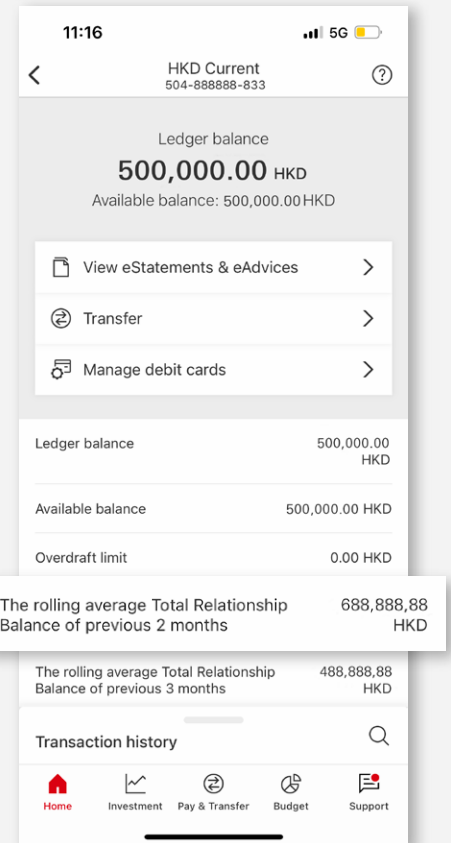 11:16
5G
HKD Current
504-888888-833
Ledger balance
500,000.00 HKD
Available balance: 500,000.00HKD
View eStatements & eAdvices
Transfer
Manage debit cards
Ledger balance
500,000.00
HKD
Available balance
500,000.00 HKD
Overdraft limit
0.00 HKD
The rolling average Total Relationship
Balance of previous 2 months
688,888,88
HKD
The rolling average Total Relationship
Balance of previous 3 months
488,888,88
HKD
Transaction history
Home
Investment
Pay & Transfer
Budget
Support